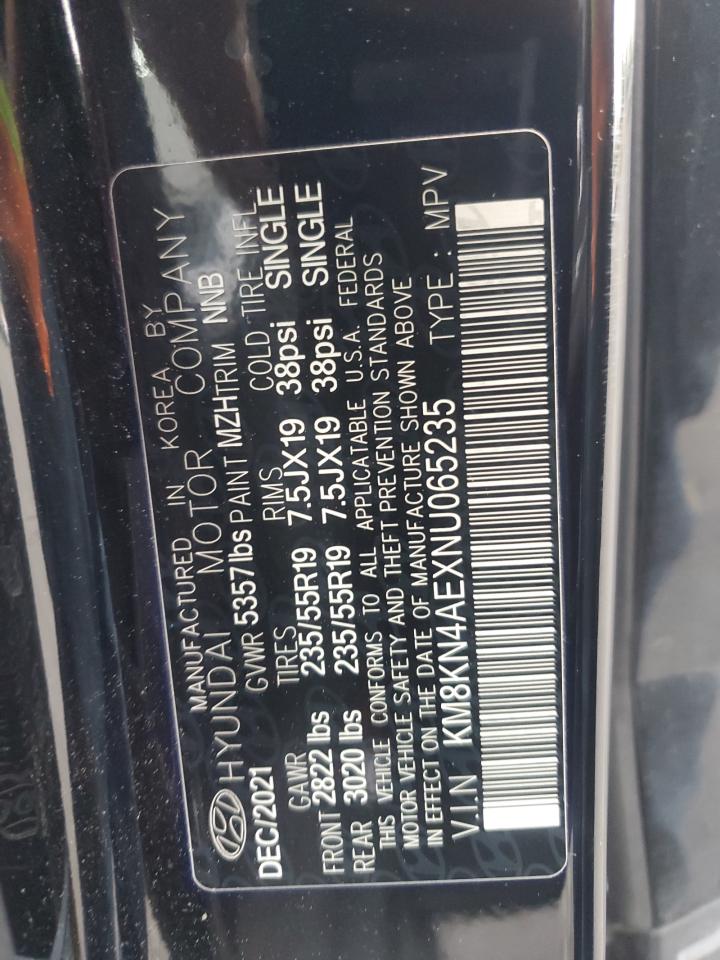 MANUFACTURED IN KOREA BY
HYUNDAI MOTOR COMPANY
DEC/2021 GVWR 5357lbs PAINT MZH TRIM NNB
GAWR TIRES RIMS COLD TIRE INFL
FRONT 2822 lbs 235/55R19 7.5JX19 38psi SINGLE
REAR 3020 lbs 235/55R19 7.5JX19 38psi SINGLE
THIS VEHICLE CONFORMS TO ALL APPLICATABLE U.S.A. FEDERAL
MOTOR VEHICLE SAFETY AND THEFT PREVENTION STANDARDS
IN EFFECT ON THE DATE OF MANUFACTURE SHOWN ABOVE
V.I.N KM8KN4AEXNU065235 TYPE : MPV